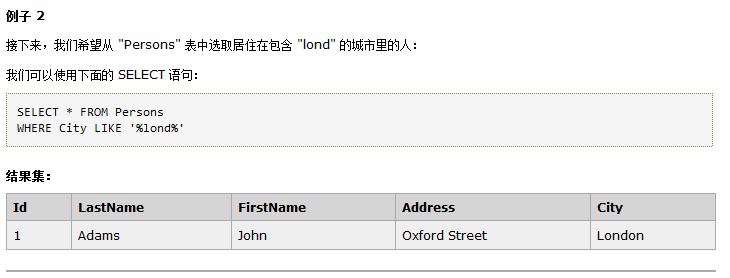 例子 2
接下来，我们希望从 "Persons" 表中选取居住在包含 "lond" 的城市里的人：
我们可以使用下面的 SELECT 语句：
SELECT * FROM Persons
WHERE City LIKE '%lond%'
结果集：
Id LastName FirstName Address City
1 Adams John Oxford Street London